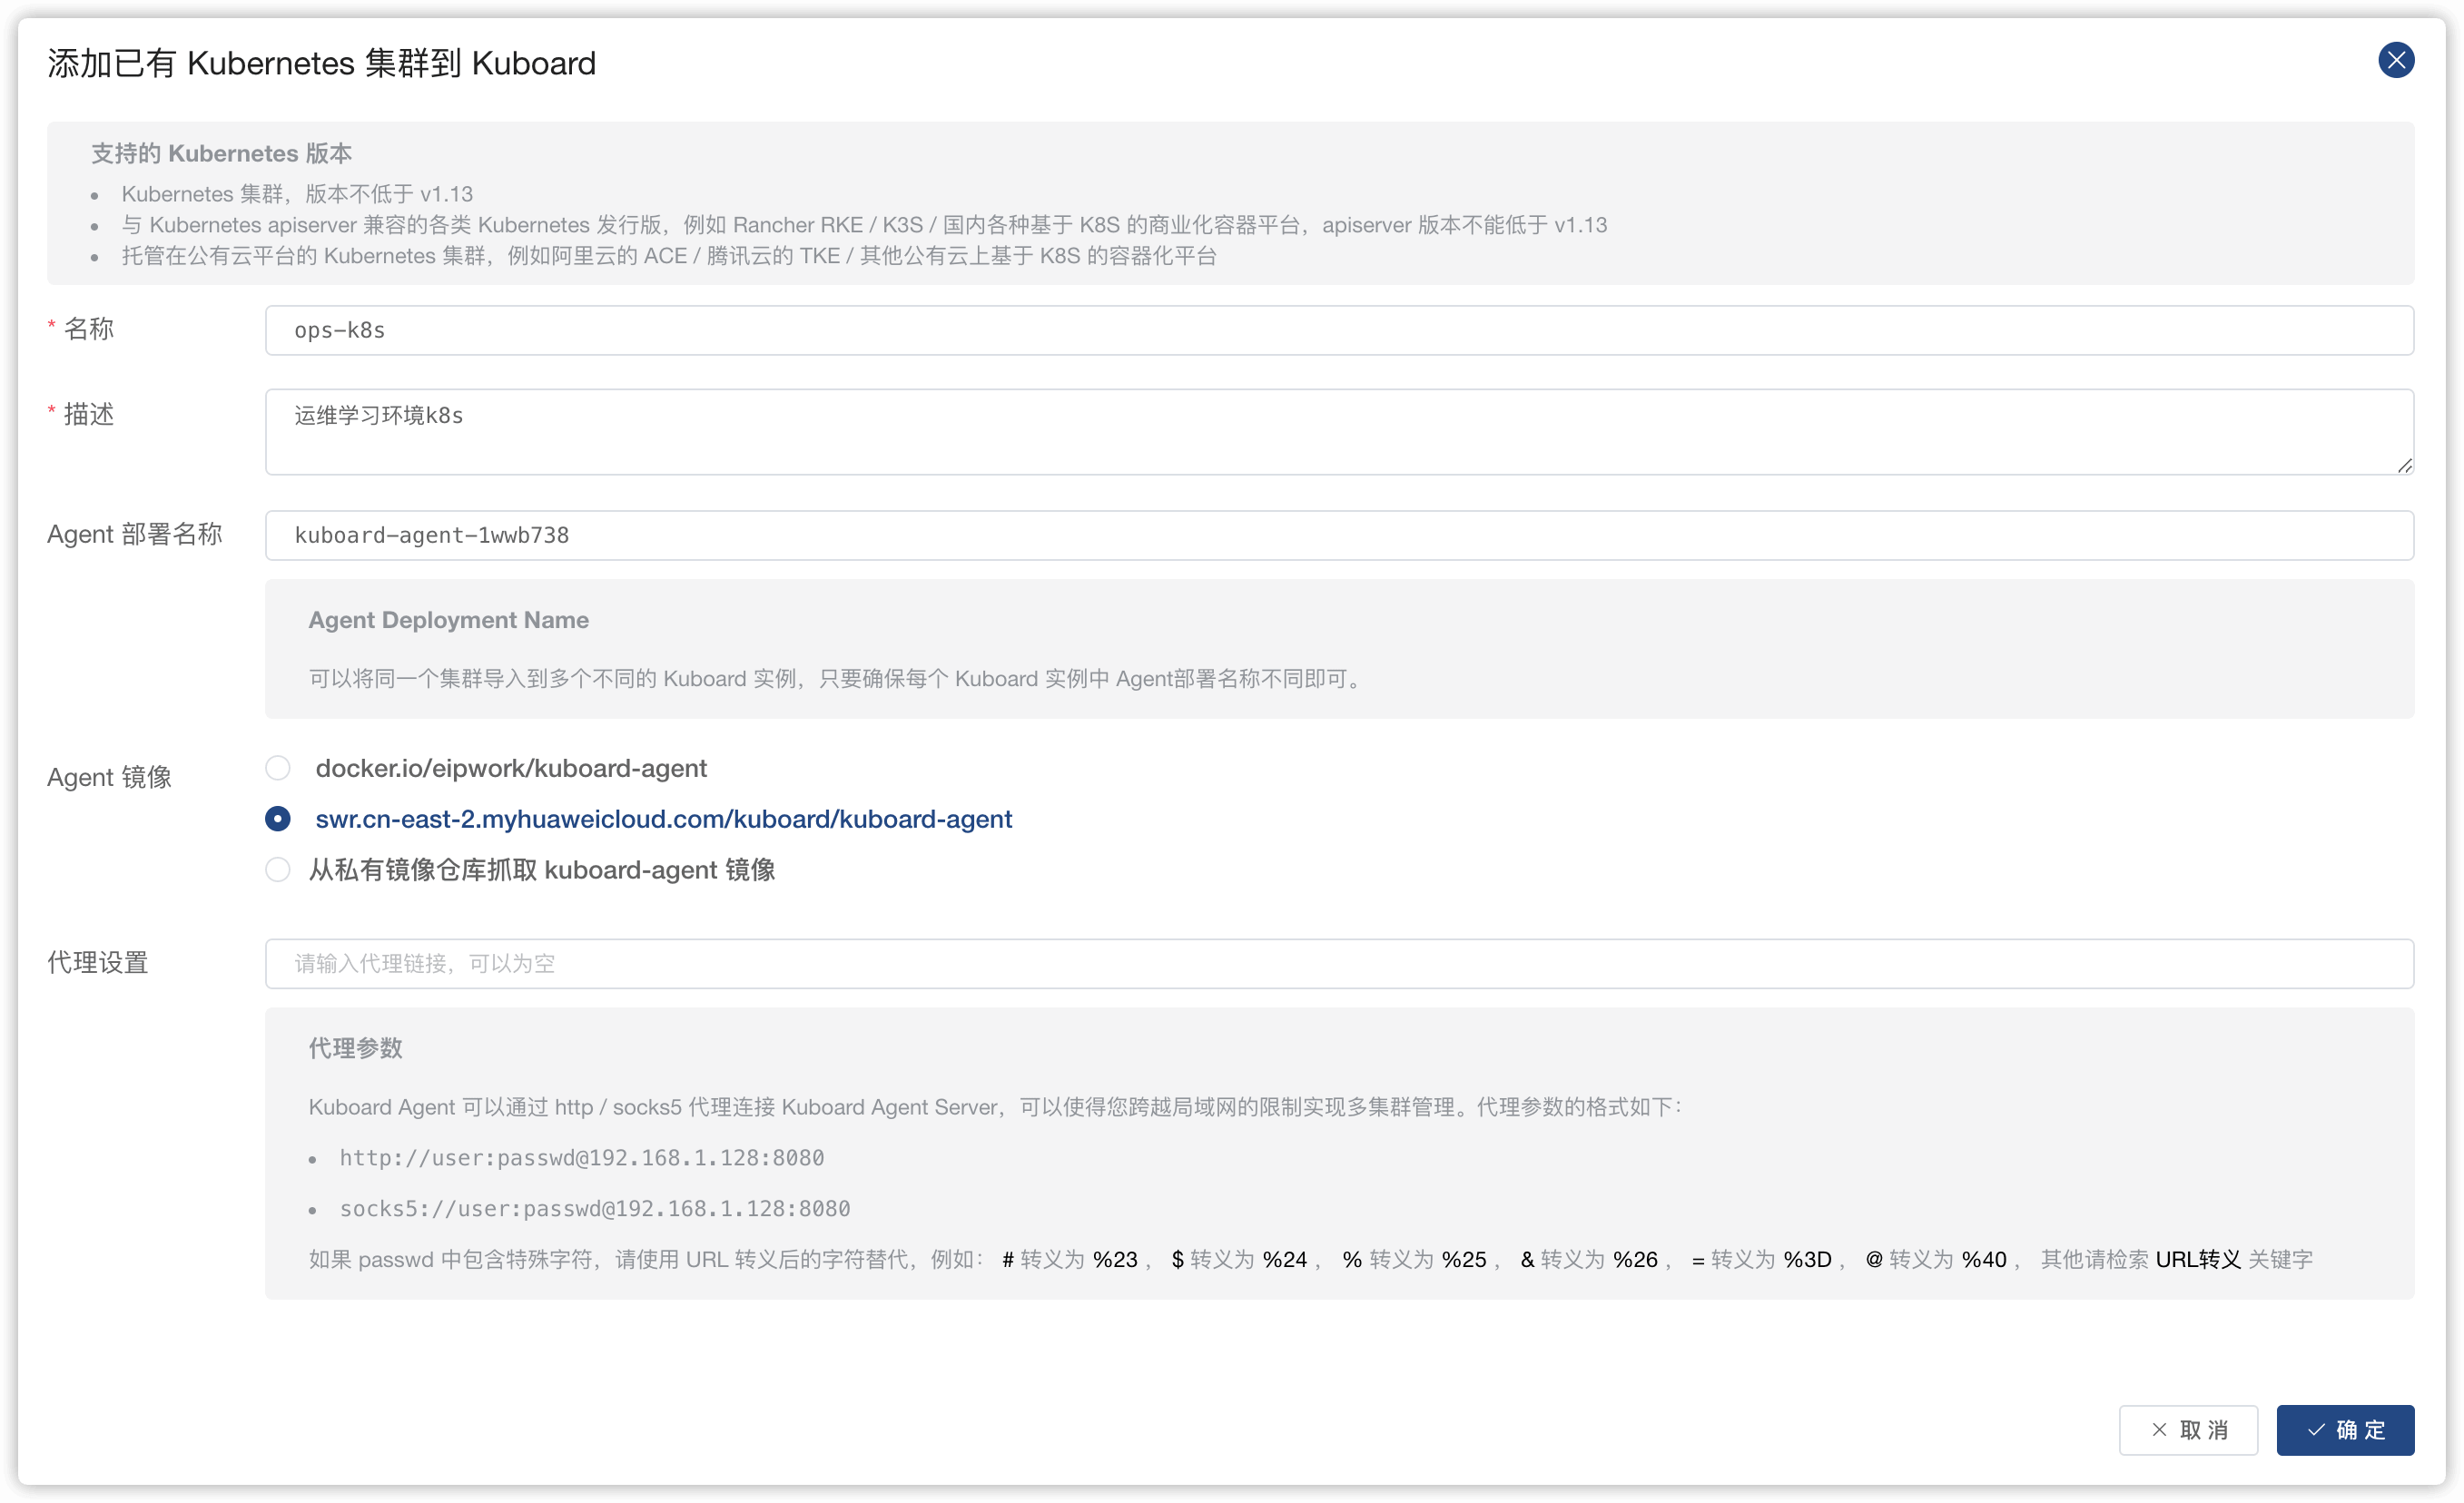 添加已有 Kubernetes 集群到 Kuboard
支持的 Kubernetes 版本
Kubernetes 集群，版本不低于 v1.13
与 Kubernetes apiserver 兼容的各类 Kubernetes 发行版，例如 Rancher RKE / K3S / 国内各种基于 K8S 的商业化容器平台，apiserver 版本不能低于 v1.13
托管在公有云平台的 Kubernetes 集群，例如阿里云的 ACE / 腾讯云的 TKE / 其他公有云上基于 K8S 的容器化平台
* 名称
ops-k8s
* 描述
运维学习环境k8s
Agent 部署名称
kuboard-agent-1wwb738
Agent Deployment Name
可以将同一个集群导入到多个不同的 Kuboard 实例，只要确保每个 Kuboard 实例中 Agent部署名称不同即可。
Agent 镜像
docker.io/eipwork/kuboard-agent
swr.cn-east-2.myhuaweicloud.com/kuboard/kuboard-agent
从私有镜像仓库抓取 kuboard-agent 镜像
代理设置
请输入代理链接，可以为空
代理参数
Kuboard Agent 可以通过 http / socks5 代理连接 Kuboard Agent Server，可以使得您跨越局域网的限制实现多集群管理。代理参数的格式如下：
http://user:passwd@192.168.1.128:8080
socks5://user:passwd@192.168.1.128:8080
如果 passwd 中包含特殊字符，请使用 URL 转义后的字符替代，例如： # 转义为 %23 ， $ 转义为 %24 ， % 转义为 %25 ， & 转义为 %26 ， = 转义为 %3D ， @ 转义为 %40 ， 其他请检索 URL转义 关键字
取 消
确 定